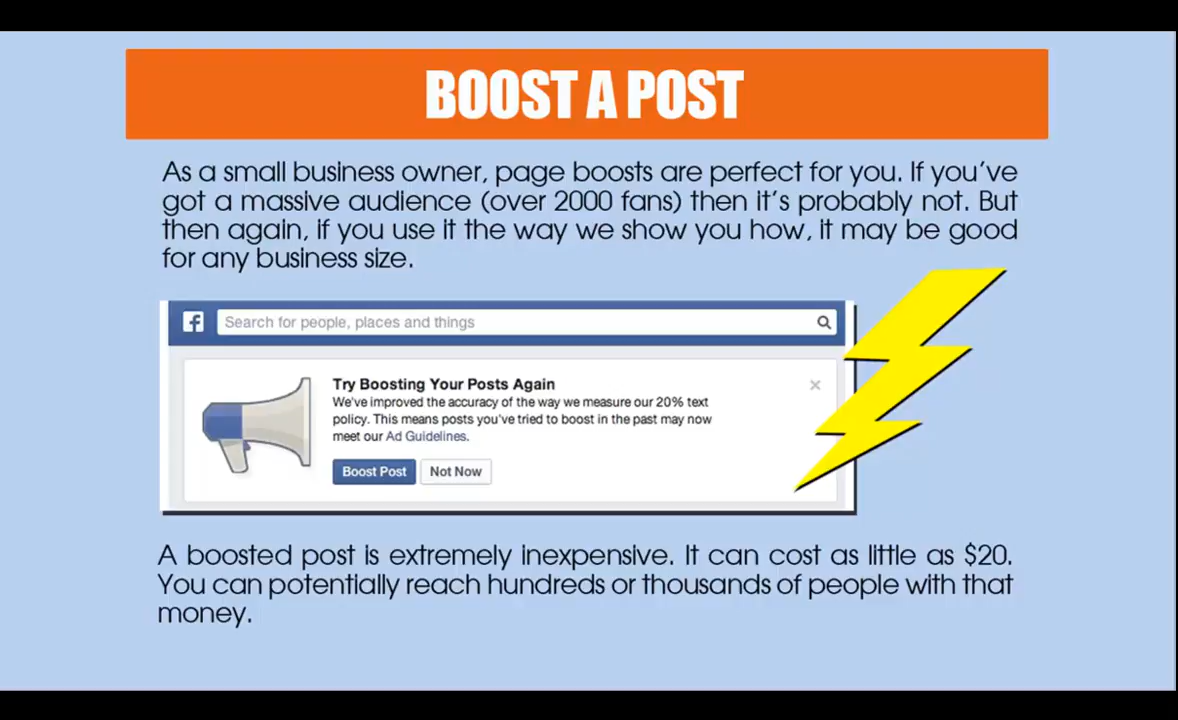 BOOST A POST
As a small business owner, page boosts are perfect for you. If you've
got a massive audience (over 2000 fans) then it's probably not. But
then again, if you use it the way we show you how, it may be good
for any business size.
f
Search for people, places and things
Try Boosting Your Posts Again
We've improved the accuracy of the way we measure our 20% text
policy. This means posts you've tried to boost in the past may now
meet our Ad Guidelines.
Boost Post Not Now
A boosted post is extremely inexpensive. It can cost as little as $20.
You can potentially reach hundreds or thousands of people with that
money.